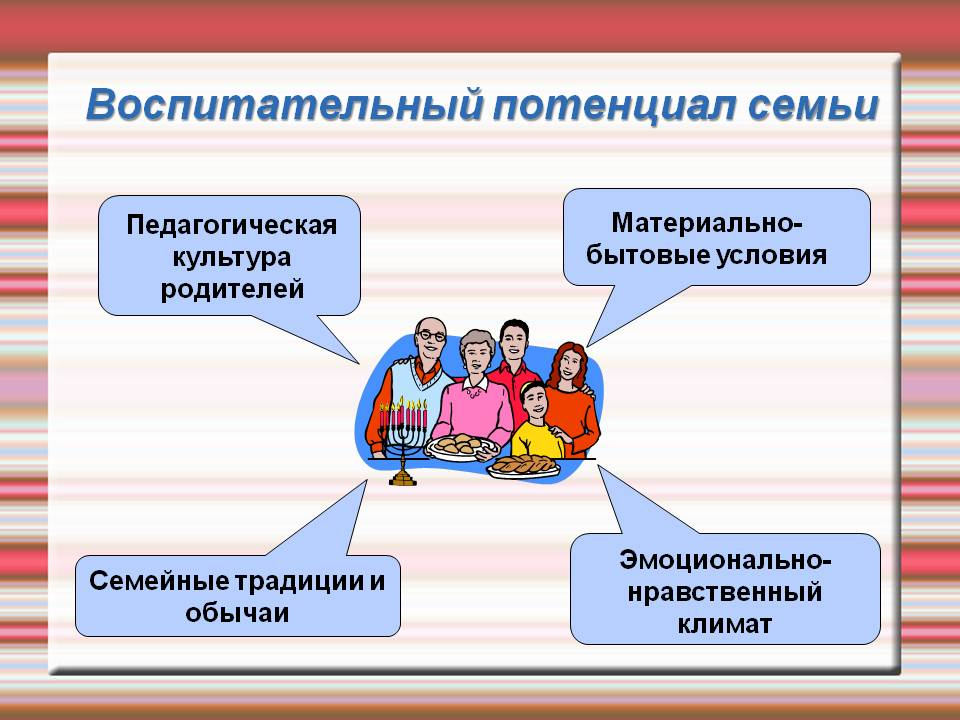 Воспитательный потенциал семьи
Педагогическая
культура
родителей
Материально-
бытовые условия
Семейные традиции и
обычаи
Эмоционально-
нравственный
климат